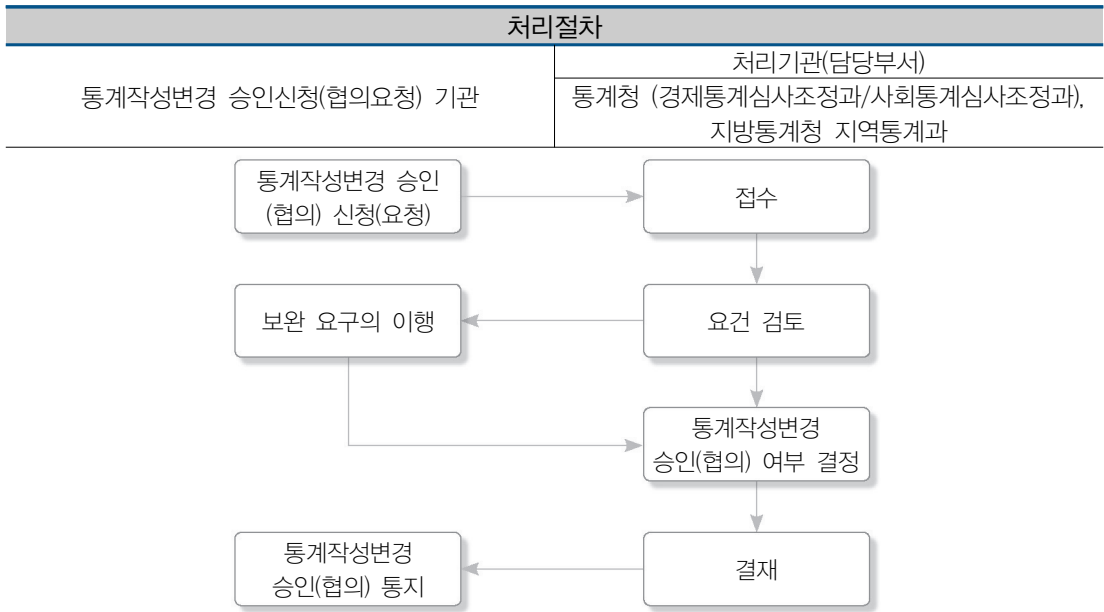 처리절차
통계작성변경 승인신청(협의요청) 기관
처리기관(담당부서)
통계청 (경제통계심사조정과/사회통계심사조정과),
지방통계청 지역통계과
통계작성변경 승인
(협의) 신청(요청)
접수
보완 요구의 이행
요건 검토
통계작성변경
승인(협의) 여부 결정
통계작성변경
승인(협의) 통지
결재